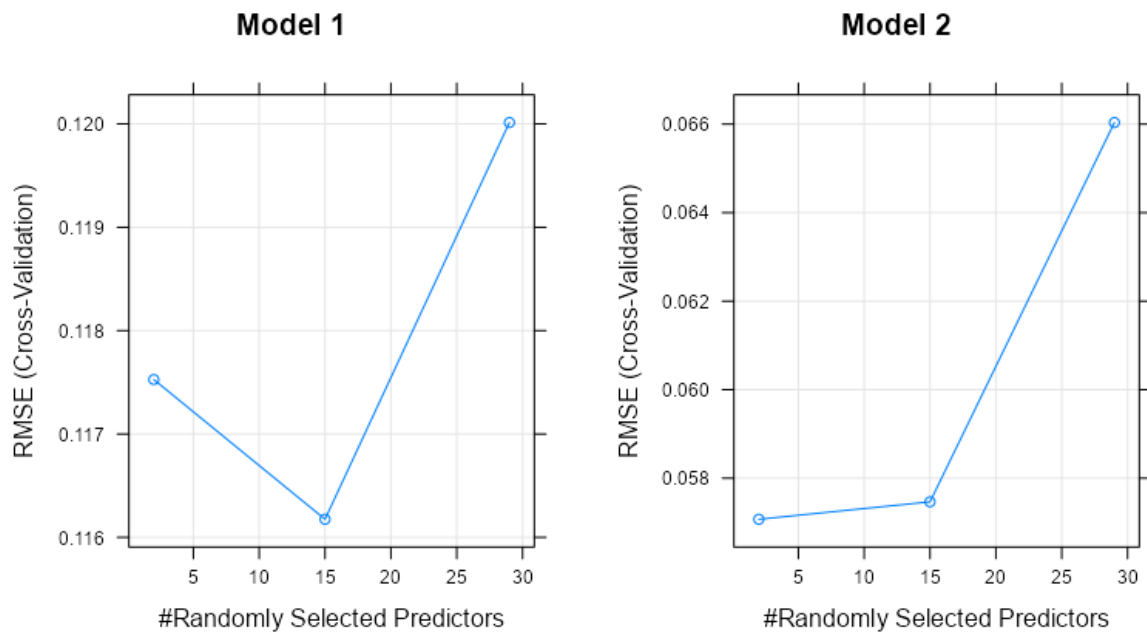 Model 1
RMSE (Cross-Validation)
0.120
0.119
0.118
0.117
0.116
5 10 15 20 25 30
#Randomly Selected Predictors
Model 2
RMSE (Cross-Validation)
0.066
0.064
0.062
0.060
0.058
5 10 15 20 25 30
#Randomly Selected Predictors